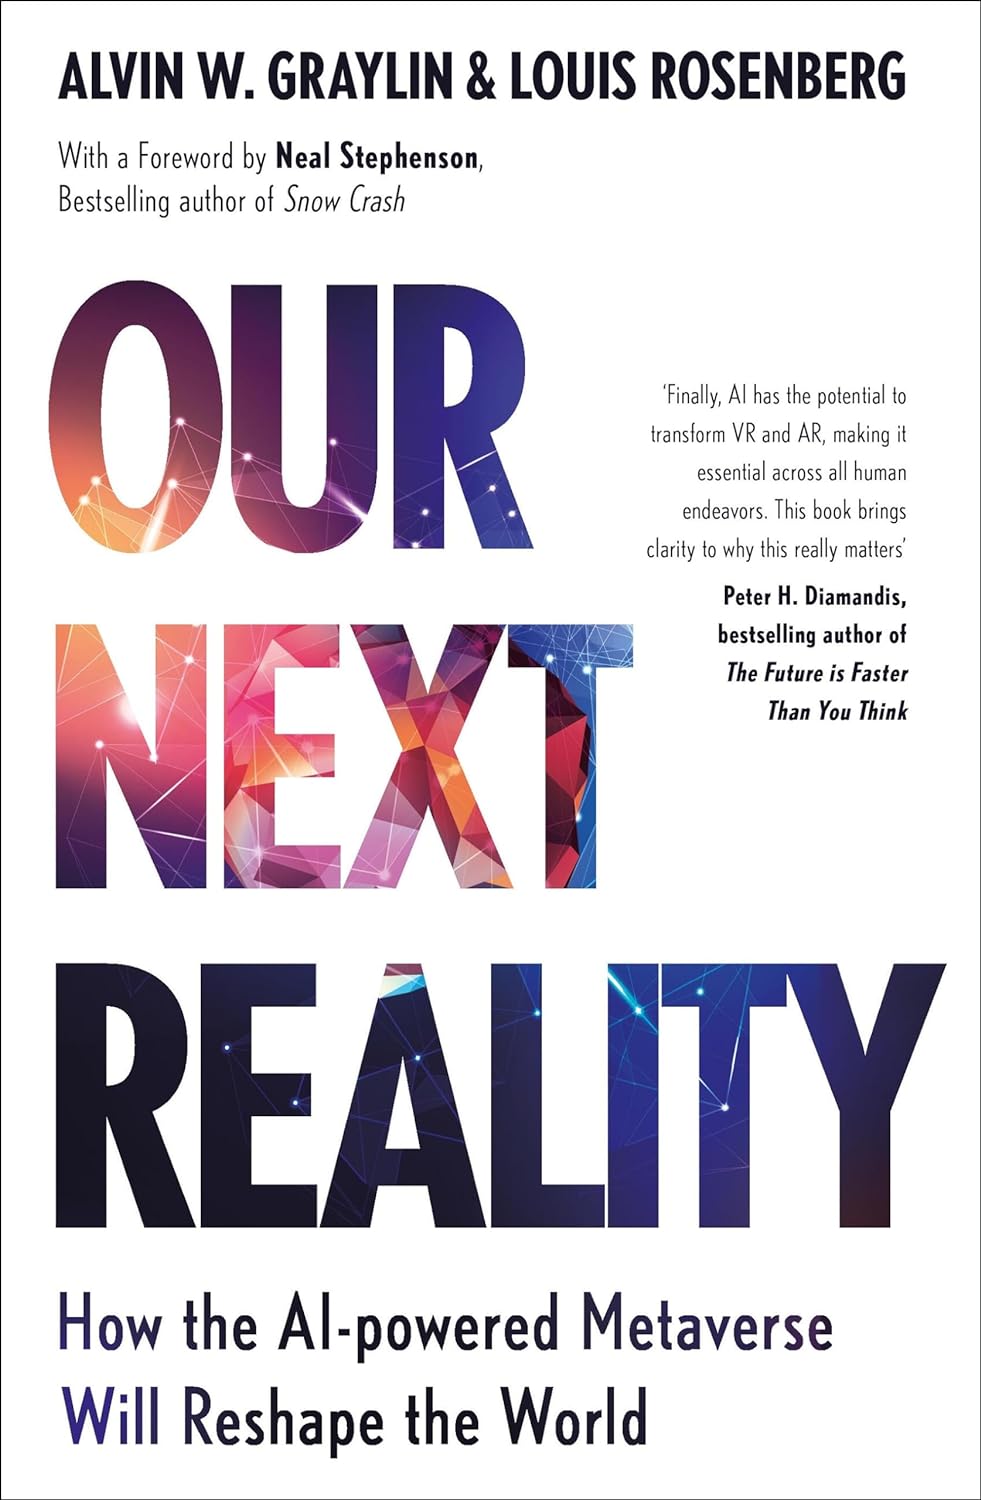 ALVIN W. GRAYLIN & LOUIS ROSENBERG
With a Foreword by Neal Stephenson,
Bestselling author of Snow Crash
OUR
‘Finally, AI has the potential to
transform VR and AR, making it
essential across all human
endeavors. This book brings
clarity to why this really matters’
Peter H. Diamandis,
bestselling author of
The Future is Faster
Than You Think
NEXT
REALITY
How the AI-powered Metaverse
Will Reshape the World